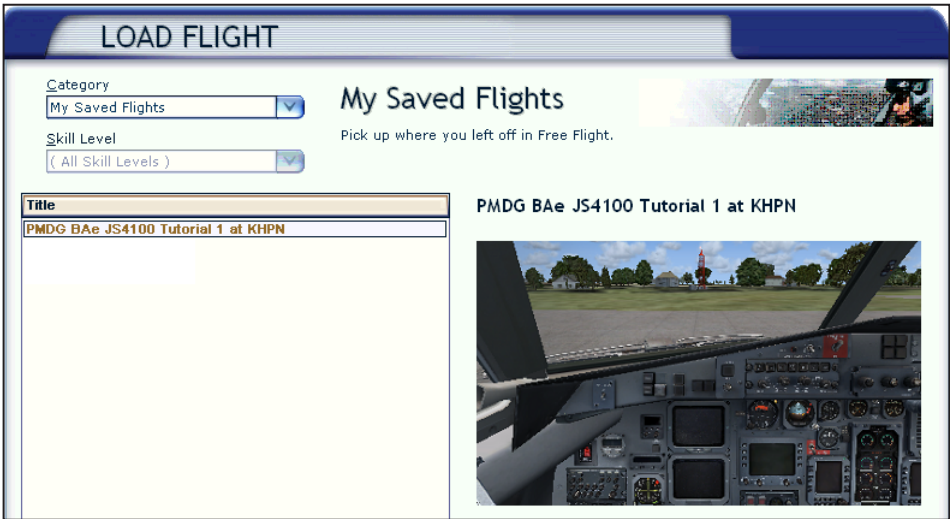 LOAD FLIGHT
Category
My Saved Flights
Skill Level
( All Skill Levels )
My Saved Flights
Pick up where you left off in Free Flight.
Title
PMDG BAe JS4100 Tutorial 1 at KHPN
PMDG BAe JS4100 Tutorial 1 at KHPN